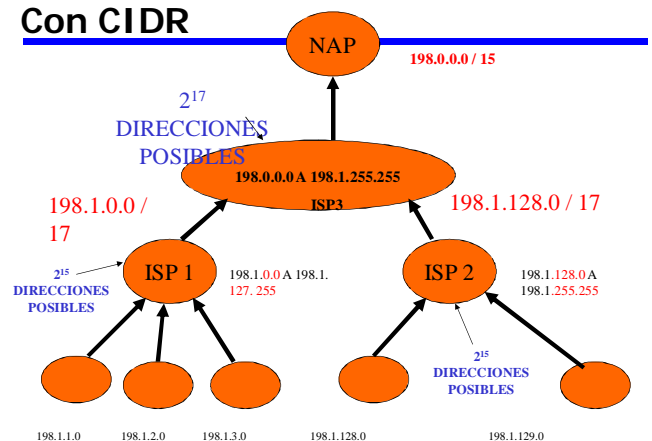 Con CIDR
NAP
198.0.0.0 / 15
2¹⁷
DIRECCIONES
POSIBLES
198.0.0.0 A 198.1.255.255
ISP3
198.1.0.0 /
17
198.1.128.0 / 17
2¹⁵
DIRECCIONES
POSIBLES
ISP 1
198.1.0.0 A 198.1.
127. 255
ISP 2
198.1.128.0 A
198.1.255.255
2¹⁵
DIRECCIONES
POSIBLES
198.1.1.0
198.1.2.0
198.1.3.0
198.1.128.0
198.1.129.0